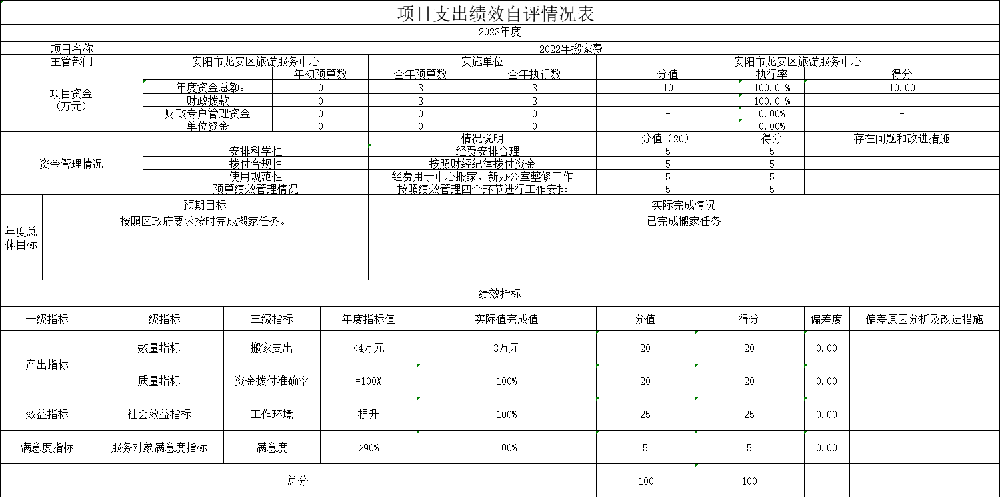 项目支出绩效自评情况表
2023年度
项目名称 2022年搬家费
主管部门 安阳市龙安区旅游服务中心 实施单位 安阳市龙安区旅游服务中心
项目资金
(万元)
年初预算数 全年预算数 全年执行数 分值 执行率 得分
年度资金总额： 0 3 3 10 100.0 % 10.00
财政拨款 0 3 3 - 100.0 % -
财政专户管理资金 0 0 0 - 0.00% -
单位资金 0 0 0 - 0.00% -
资金管理情况
情况说明 分值（20） 得分 存在问题和改进措施
安排科学性 经费安排合理 5 5
拨付合规性 按照财经纪律拨付资金 5 5
使用规范性 经费用于中心搬家、新办公室整修工作 5 5
预算绩效管理情况 按照绩效管理四个环节进行工作安排 5 5
年度总
体目标
预期目标 实际完成情况
按照区政府要求按时完成搬家任务。 已完成搬家任务
绩效指标
一级指标 二级指标 三级指标 年度指标值 实际值完成值 分值 得分 偏差度 偏差原因分析及改进措施
产出指标 数量指标 搬家支出 <4万元 3万元 20 20 0.00
质量指标 资金拨付准确率 =100% 100% 20 20 0.00
效益指标 社会效益指标 工作环境 提升 100% 25 25 0.00
满意度指标 服务对象满意度指标 满意度 >90% 100% 5 5 0.00
总分 100 100